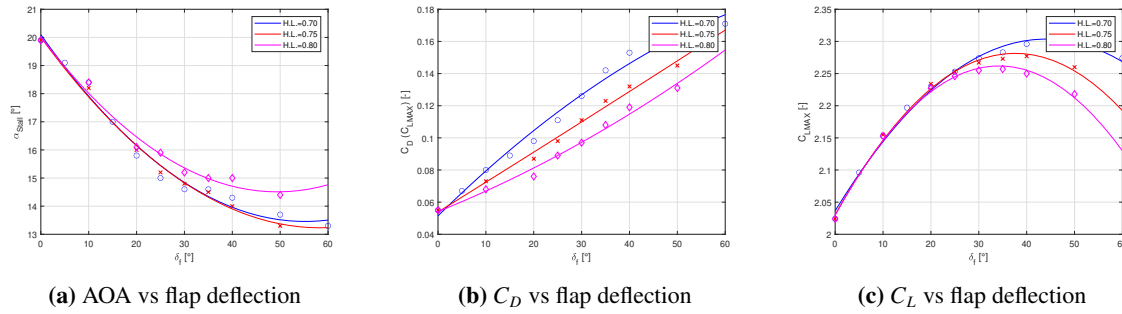 21
20
19
18
17
16
15
14
13
α_Stall [°]
0 10 20 30 40 50 60
δ_f [°]
H.L.=0.70
H.L.=0.75
H.L.=0.80
(a) AOA vs flap deflection
0.18
0.16
0.14
0.12
0.1
0.08
0.06
0.04
C_D (C_LMAX) [-]
0 10 20 30 40 50 60
δ_f [°]
H.L.=0.70
H.L.=0.75
H.L.=0.80
(b) C_D vs flap deflection
2.35
2.3
2.25
2.2
2.15
2.1
2.05
2
C_LMAX [-]
0 10 20 30 40 50 60
δ_f [°]
H.L.=0.70
H.L.=0.75
H.L.=0.80
(c) C_L vs flap deflection